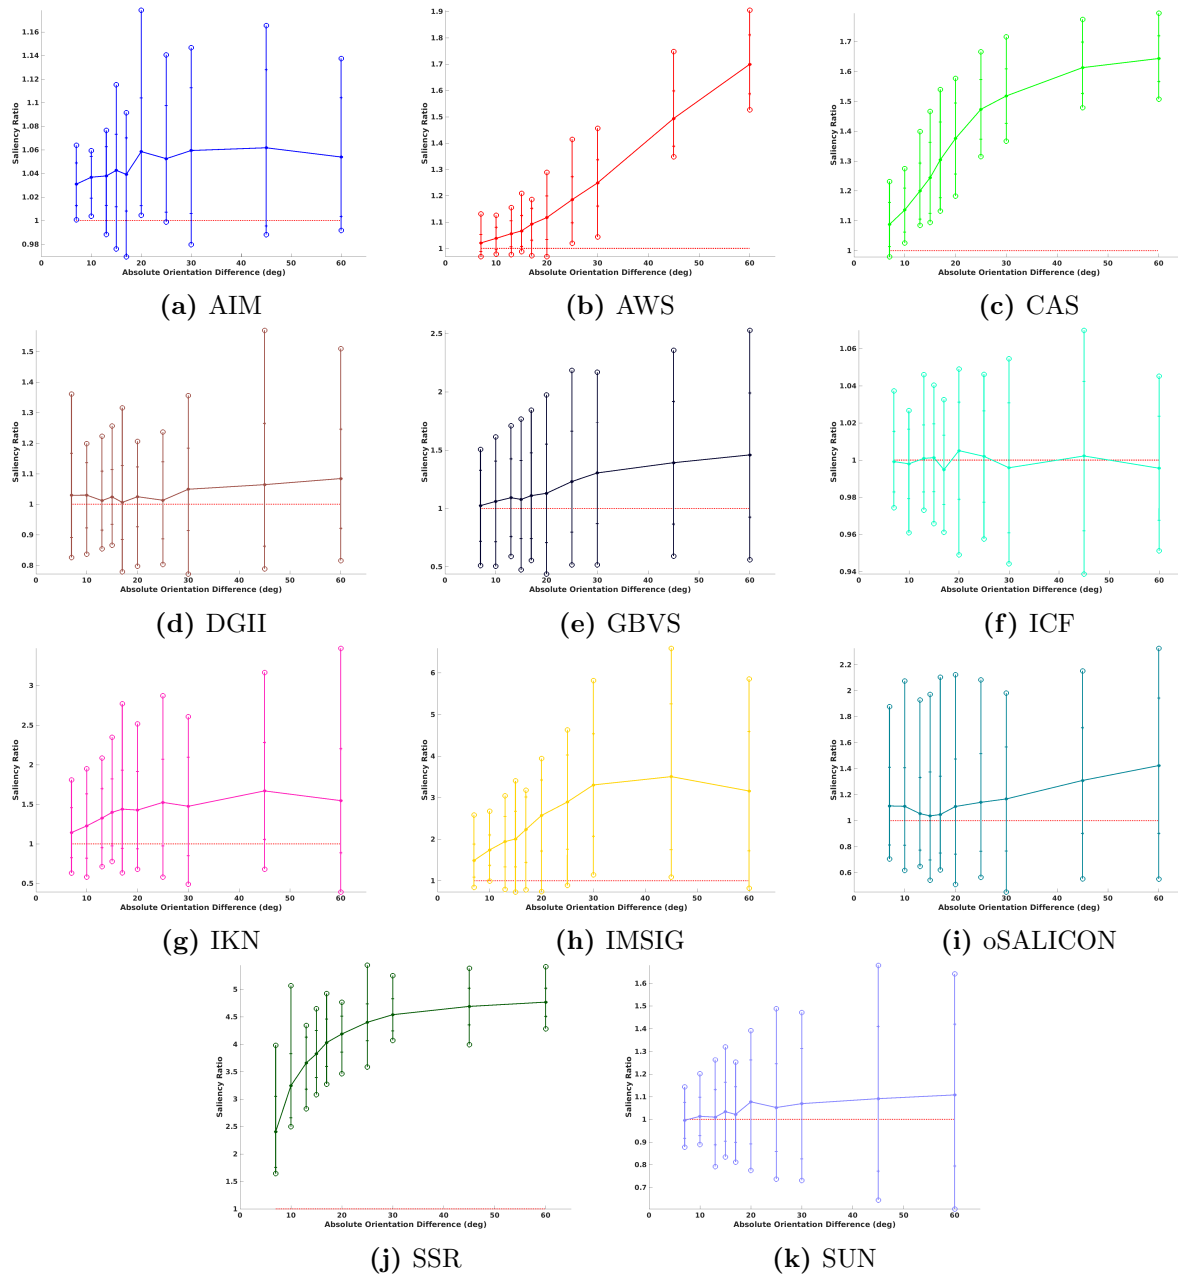 Saliency Ratio
1.16
1.14
1.12
1.1
1.08
1.06
1.04
1.02
1
0.98
0 10 20 30 40 50 60
Absolute Orientation Difference (deg)
(a) AIM
Saliency Ratio
1.9
1.8
1.7
1.6
1.5
1.4
1.3
1.2
1.1
1
0 10 20 30 40 50 60
Absolute Orientation Difference (deg)
(b) AWS
Saliency Ratio
1.7
1.6
1.5
1.4
1.3
1.2
1.1
1
0 10 20 30 40 50 60
Absolute Orientation Difference (deg)
(c) CAS
Saliency Ratio
1.5
1.4
1.3
1.2
1.1
1
0.9
0.8
0 10 20 30 40 50 60
Absolute Orientation Difference (deg)
(d) DGII
Saliency Ratio
2.5
2
1.5
1
0.5
0 10 20 30 40 50 60
Absolute Orientation Difference (deg)
(e) GBVS
Saliency Ratio
1.06
1.04
1.02
1
0.98
0.96
0.94
0 10 20 30 40 50 60
Absolute Orientation Difference (deg)
(f) ICF
Saliency Ratio
3
2.5
2
1.5
1
0.5
0 10 20 30 40 50 60
Absolute Orientation Difference (deg)
(g) IKN
Saliency Ratio
6
5
4
3
2
1
0 10 20 30 40 50 60
Absolute Orientation Difference (deg)
(h) IMSIG
Saliency Ratio
2.2
2
1.8
1.6
1.4
1.2
1
0.8
0.6
0 10 20 30 40 50 60
Absolute Orientation Difference (deg)
(i) oSALICON
Saliency Ratio
5
4.5
4
3.5
3
2.5
2
1.5
1
10 20 30 40 50 60
Absolute Orientation Difference (deg)
(j) SSR
Saliency Ratio
1.6
1.5
1.4
1.3
1.2
1.1
1
0.9
0.8
0.7
0 10 20 30 40 50 60
Absolute Orientation Difference (deg)
(k) SUN